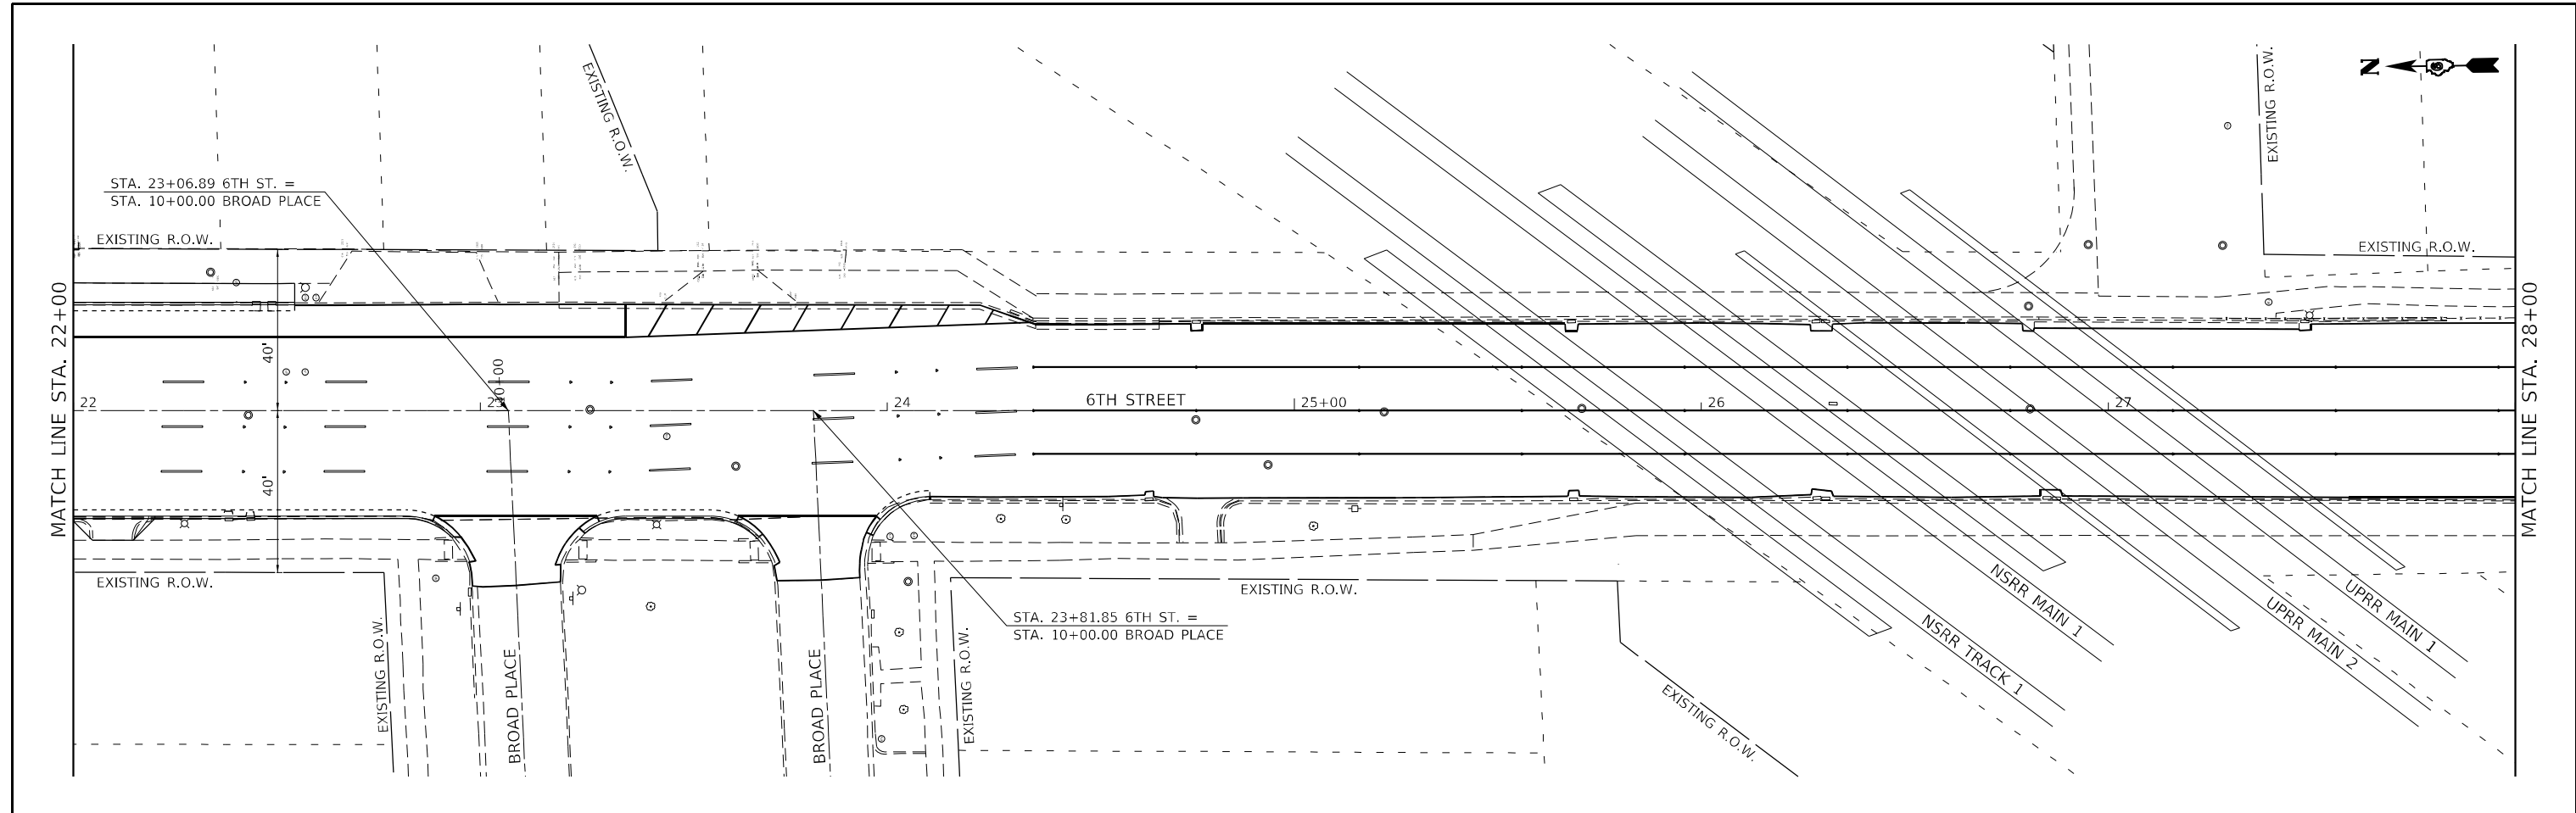 EXISTING R.O.W.
EXISTING R.O.W.
N
STA. 23+06.89 6TH ST. =
STA. 10+00.00 BROAD PLACE
EXISTING R.O.W.
EXISTING R.O.W.
MATCH LINE STA. 22+00
MATCH LINE STA. 28+00
40'
40'
10+00
22
23
24
6TH STREET
25+00
26
27
EXISTING R.O.W.
EXISTING R.O.W.
EXISTING R.O.W.
EXISTING R.O.W.
STA. 23+81.85 6TH ST. =
STA. 10+00.00 BROAD PLACE
BROAD PLACE
BROAD PLACE
NSRR TRACK 1
NSRR MAIN 1
UPRR MAIN 2
UPRR MAIN 1
EXISTING R.O.W.